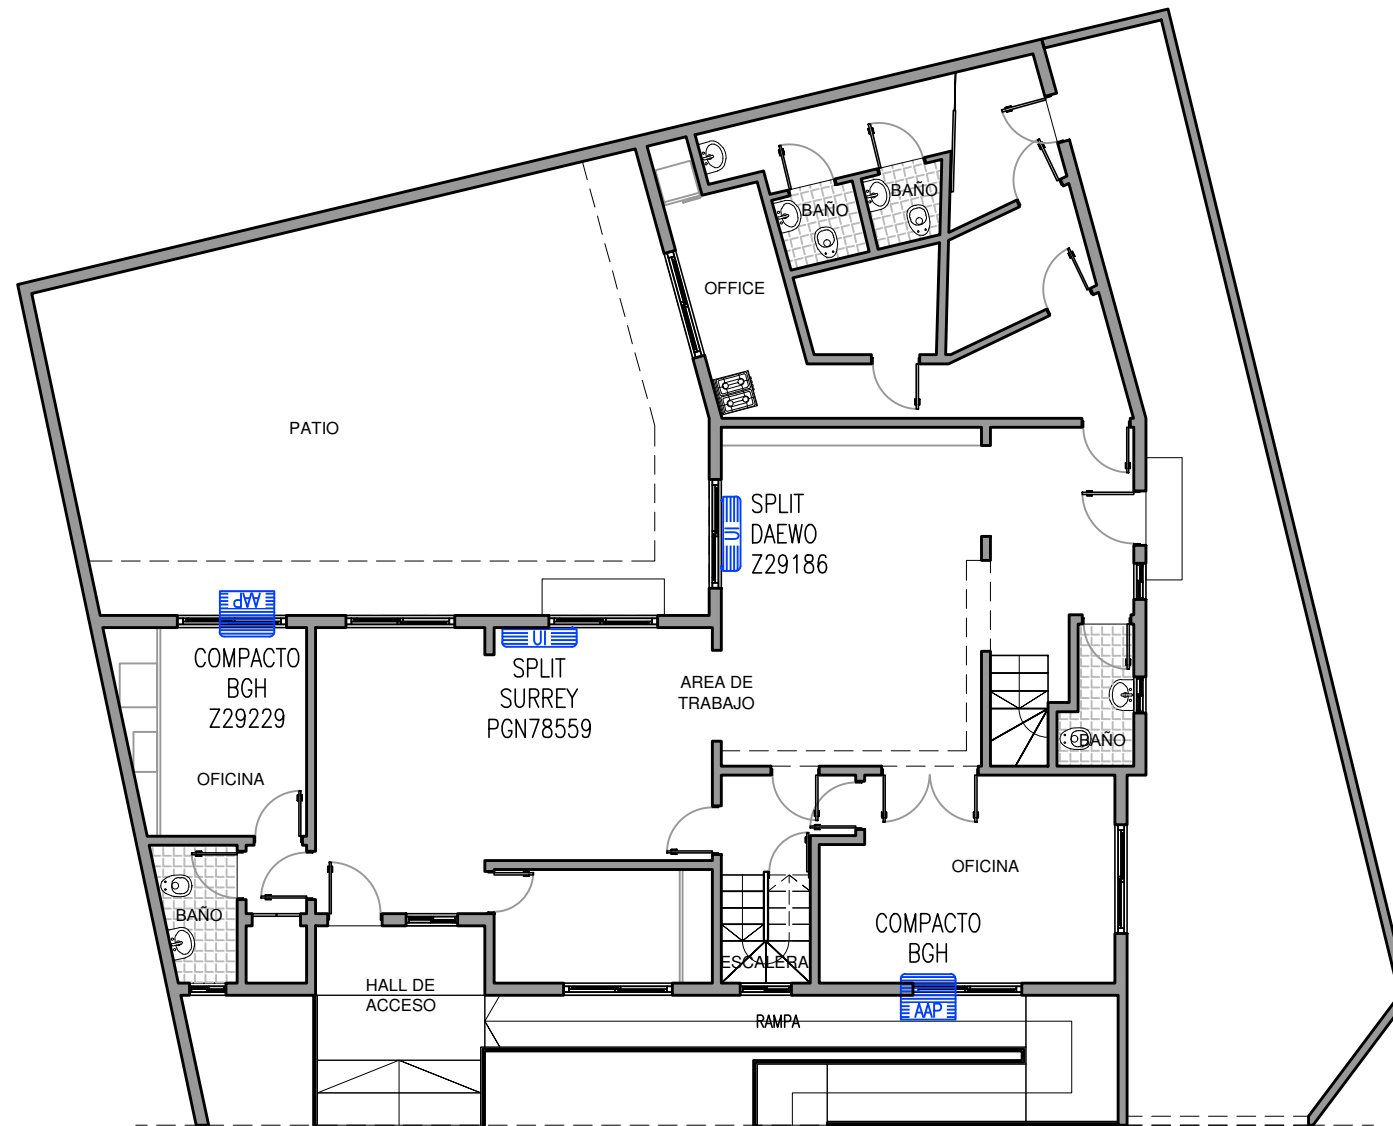 BAÑO
BAÑO
OFFICE
PATIO
SPLIT
DAEWO
Z29186
UI
AAP
UI
COMPACTO
BGH
Z29229
SPLIT
SURREY
PGN78559
AREA DE
TRABAJO
BAÑO
OFICINA
OFICINA
BAÑO
COMPACTO
BGH
ESCALERA
HALL DE
ACCESO
AAP
RAMPA